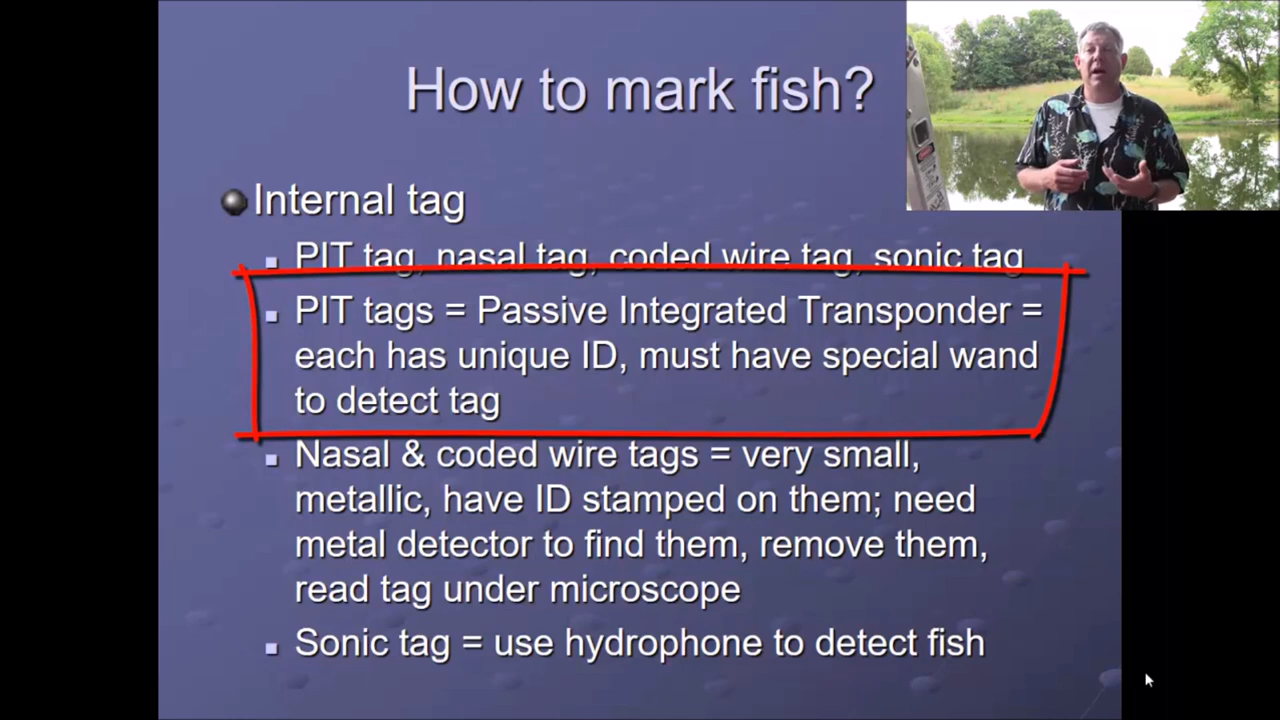 How to mark fish?
Internal tag
PIT tag, nasal tag, coded wire tag, sonic tag
PIT tags = Passive Integrated Transponder =
each has unique ID, must have special wand
to detect tag
Nasal & coded wire tags = very small,
metallic, have ID stamped on them; need
metal detector to find them, remove them,
read tag under microscope
Sonic tag = use hydrophone to detect fish